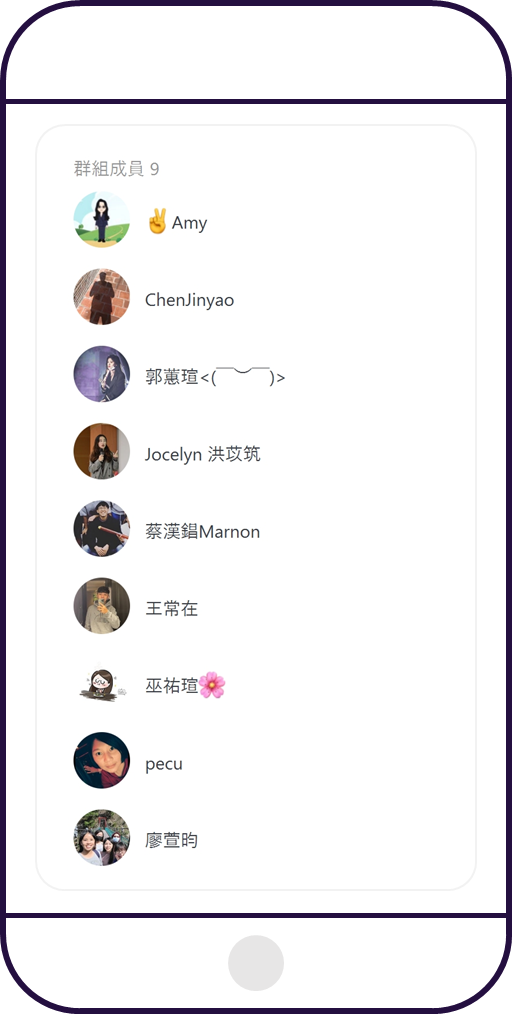 群組成員 9
✌Amy
ChenJinyao
郭蕙瑄<(￣︶￣)>
Jocelyn 洪苡筑
蔡漢錩Marnon
王常在
巫祐瑄🌸
pecu
廖萱昀